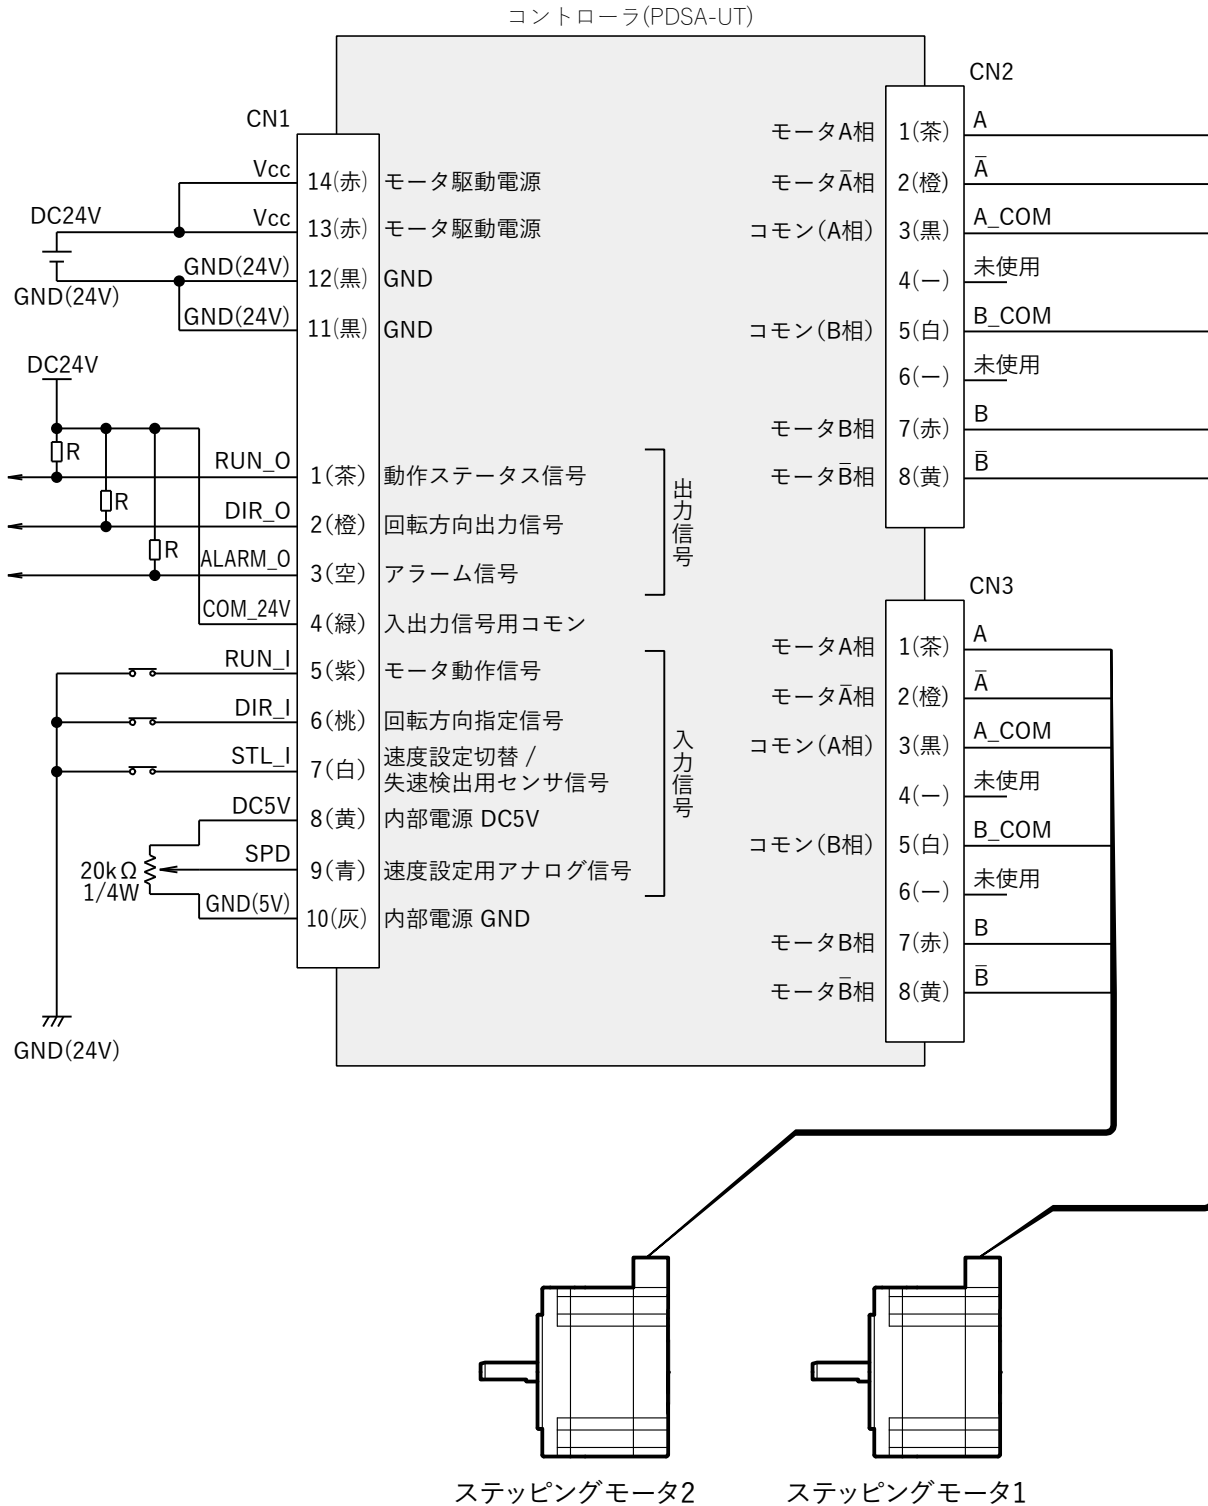 コントローラ(PDSA-UT)
CN1
Vcc
14(赤)
モータ駆動電源
DC24V
Vcc
13(赤)
モータ駆動電源
GND(24V)
12(黒)
GND
GND(24V)
GND(24V)
11(黒)
GND
DC24V
R
RUN_O
1(茶)
動作ステータス信号
R
DIR_O
2(橙)
回転方向出力信号
R
ALARM_O
3(空)
アラーム信号
出力信号
COM_24V
4(緑)
入出力信号用コモン
RUN_I
5(紫)
モータ動作信号
DIR_I
6(桃)
回転方向指定信号
STL_I
7(白)
速度設定切替 /
失速検出用センサ信号
DC5V
8(黄)
内部電源 DC5V
20kΩ
1/4W
SPD
9(青)
速度設定用アナログ信号
入力信号
GND(5V)
10(灰)
内部電源 GND
GND(24V)
CN2
モータA相
1(茶)
A
モータA̅相
2(橙)
A̅
コモン(A相)
3(黒)
A_COM
4(ー)
未使用
コモン(B相)
5(白)
B_COM
6(ー)
未使用
モータB相
7(赤)
B
モータB̅相
8(黄)
B̅
CN3
モータA相
1(茶)
A
モータA̅相
2(橙)
A̅
コモン(A相)
3(黒)
A_COM
4(ー)
未使用
コモン(B相)
5(白)
B_COM
6(ー)
未使用
モータB相
7(赤)
B
モータB̅相
8(黄)
B̅
ステッピングモータ2
ステッピングモータ1